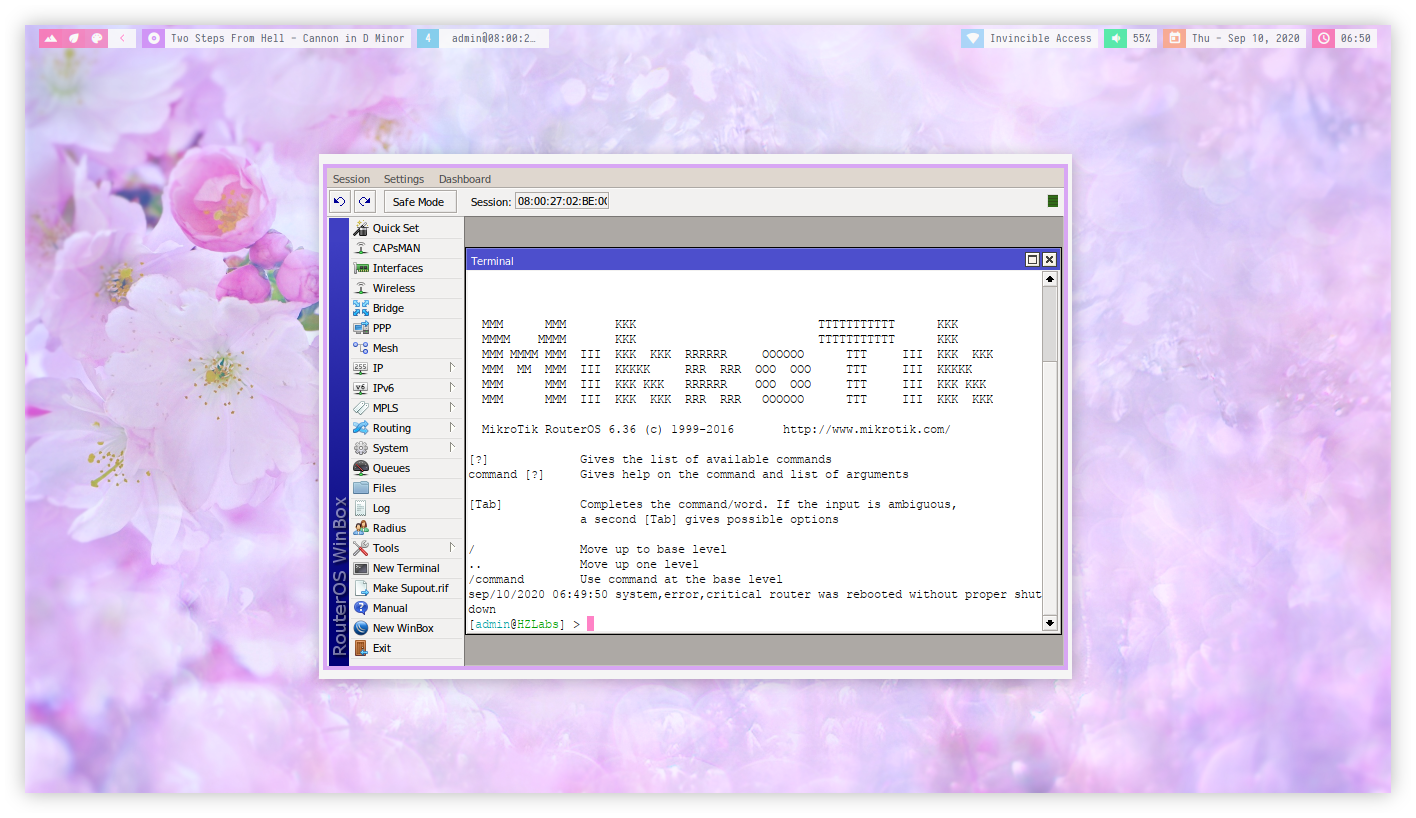 Two Steps From Hell - Cannon in D Minor
4
admin@08:00:2…
Invincible Access
55%
Thu - Sep 10, 2020
06:50
Session Settings Dashboard
Safe Mode
Session: 08:00:27:02:BE:0
RouterOS WinBox
Quick Set
CAPsMAN
Interfaces
Wireless
Bridge
PPP
Mesh
IP
IPv6
MPLS
Routing
System
Queues
Files
Log
Radius
Tools
New Terminal
Make Supout.rif
Manual
New WinBox
Exit
Terminal
MMM      MMM       KKK                          TTTTTTTTTTT      KKK
MMMM    MMMM       KKK                          TTTTTTTTTTT      KKK
MMM MMMM MMM  III  KKK  KKK  RRRRRR     OOOOOO      TTT     III  KKK  KKK
MMM  MM  MMM  III  KKKKK     RRR  RRR  OOO  OOO     TTT     III  KKKKK
MMM      MMM  III  KKK KKK   RRRRRR    OOO  OOO     TTT     III  KKK KKK
MMM      MMM  III  KKK  KKK  RRR  RRR   OOOOOO      TTT     III  KKK  KKK
MikroTik RouterOS 6.36 (c) 1999-2016       http://www.mikrotik.com/
[?]             Gives the list of available commands
command [?]     Gives help on the command and list of arguments
[Tab]           Completes the command/word. If the input is ambiguous,
a second [Tab] gives possible options
/               Move up to base level
..              Move up one level
/command        Use command at the base level
sep/10/2020 06:49:50 system,error,critical router was rebooted without proper shut
down
[admin@HZLabs] >